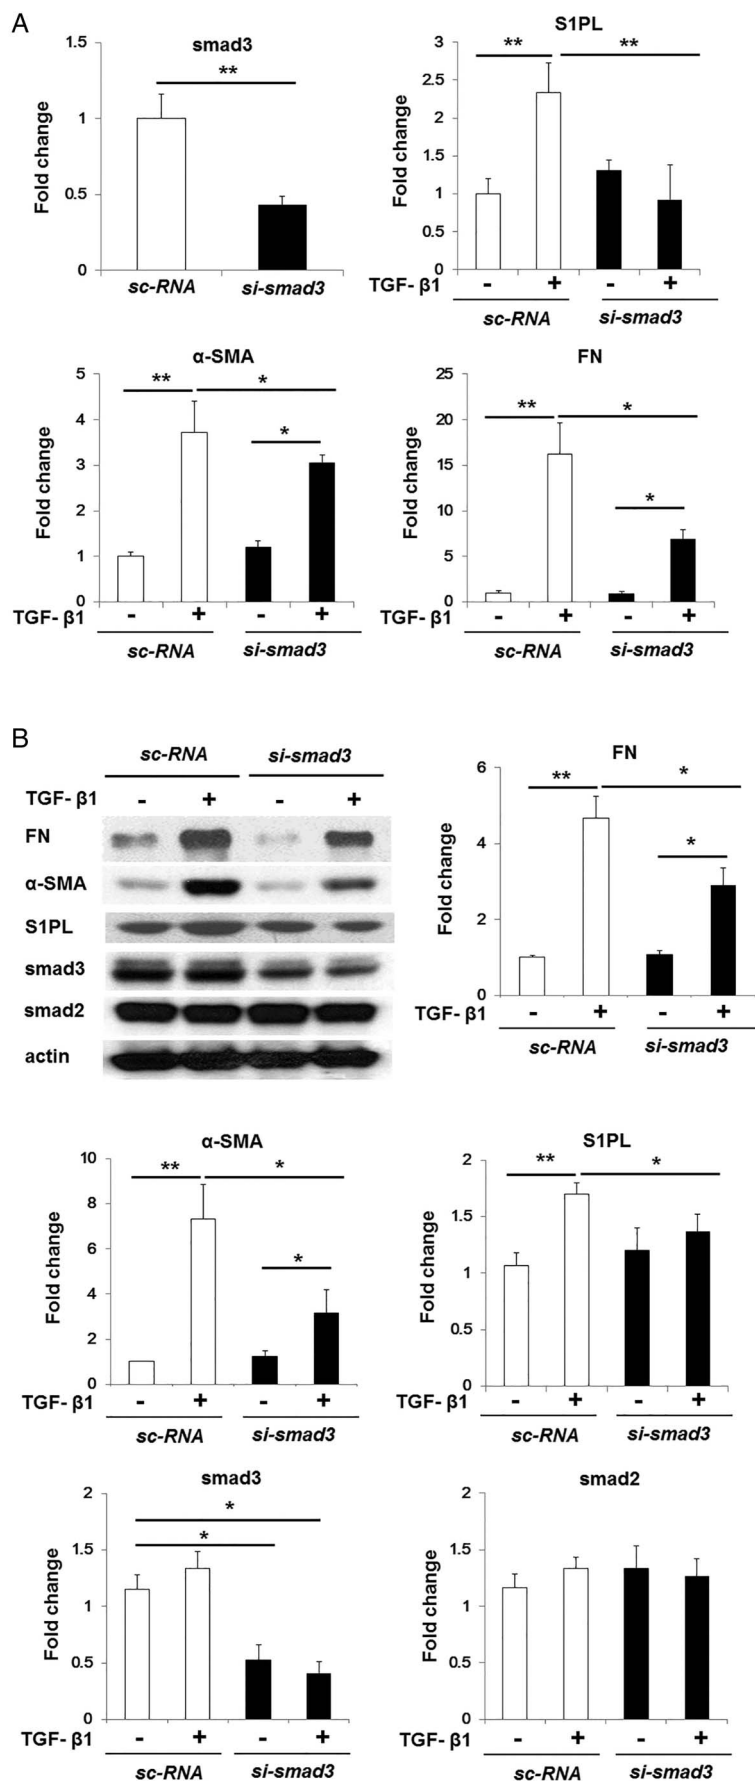 A
smad3
**
Fold change
1.5
1
0.5
0
sc-RNA si-smad3
S1PL
** **
Fold change
3
2.5
2
1.5
1
0.5
0
TGF- β1 - + - +
sc-RNA si-smad3
α-SMA
** *
*
Fold change
5
4
3
2
1
0
TGF- β1 - + - +
sc-RNA si-smad3
FN
** *
*
Fold change
25
20
15
10
5
0
TGF- β1 - + - +
sc-RNA si-smad3
B
sc-RNA si-smad3
TGF- β1 - + - +
FN
α-SMA
S1PL
smad3
smad2
actin
FN
** *
*
Fold change
6
4
2
0
TGF- β1 - + - +
sc-RNA si-smad3
α-SMA
** *
*
Fold change
10
8
6
4
2
0
TGF- β1 - + - +
sc-RNA si-smad3
S1PL
** *
Fold change
2
1.5
1
0.5
0
TGF- β1 - + - +
sc-RNA si-smad3
smad3
*
*
Fold change
2
1.5
1
0.5
0
TGF- β1 - + - +
sc-RNA si-smad3
smad2
Fold change
2
1.5
1
0.5
0
TGF- β1 - + - +
sc-RNA si-smad3